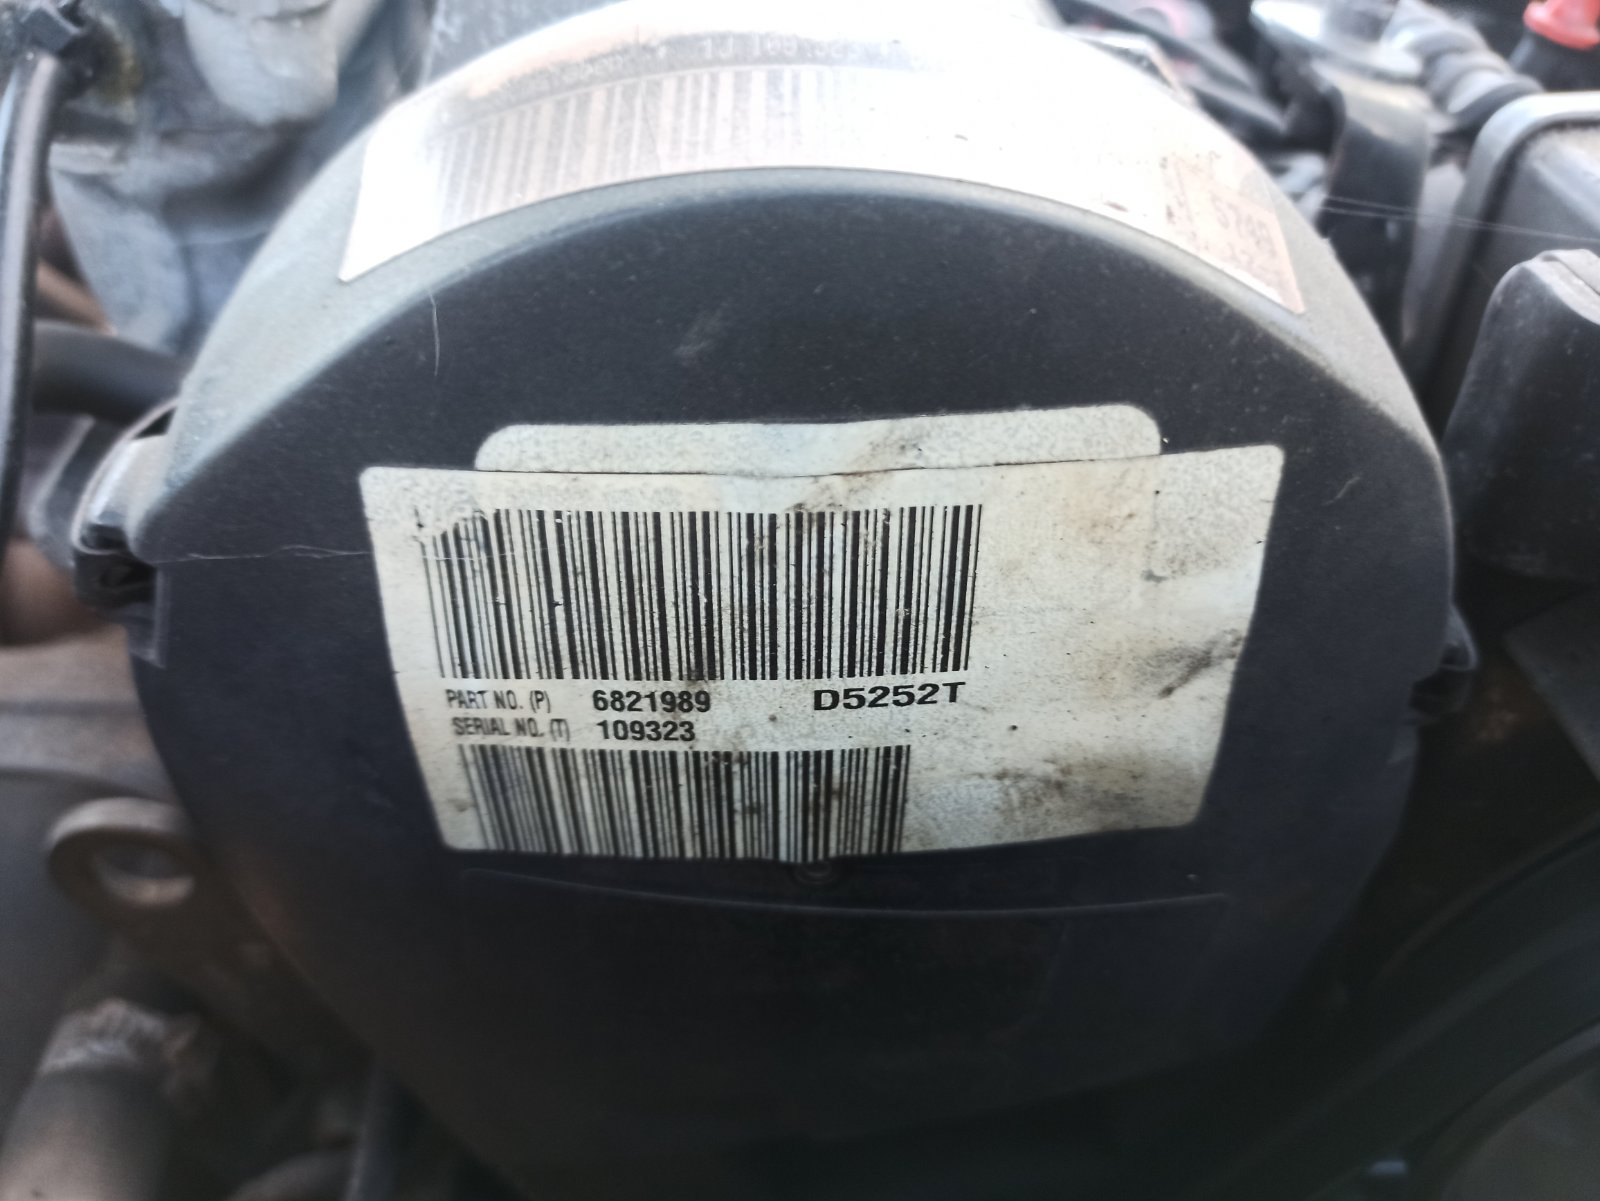 PART NO. (P) 6821989 D5252T
SERIAL NO. (T) 109323